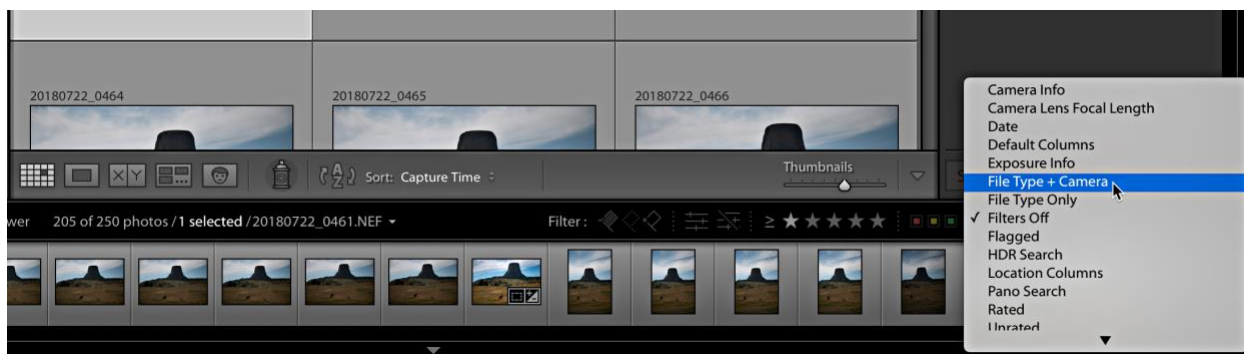 20180722_0464
20180722_0465
20180722_0466
Thumbnails
Sort: Capture Time
wer 205 of 250 photos / 1 selected / 20180722_0461.NEF
Filter:
Camera Info
Camera Lens Focal Length
Date
Default Columns
Exposure Info
File Type + Camera
File Type Only
✓ Filters Off
Flagged
HDR Search
Location Columns
Pano Search
Rated
Unrated